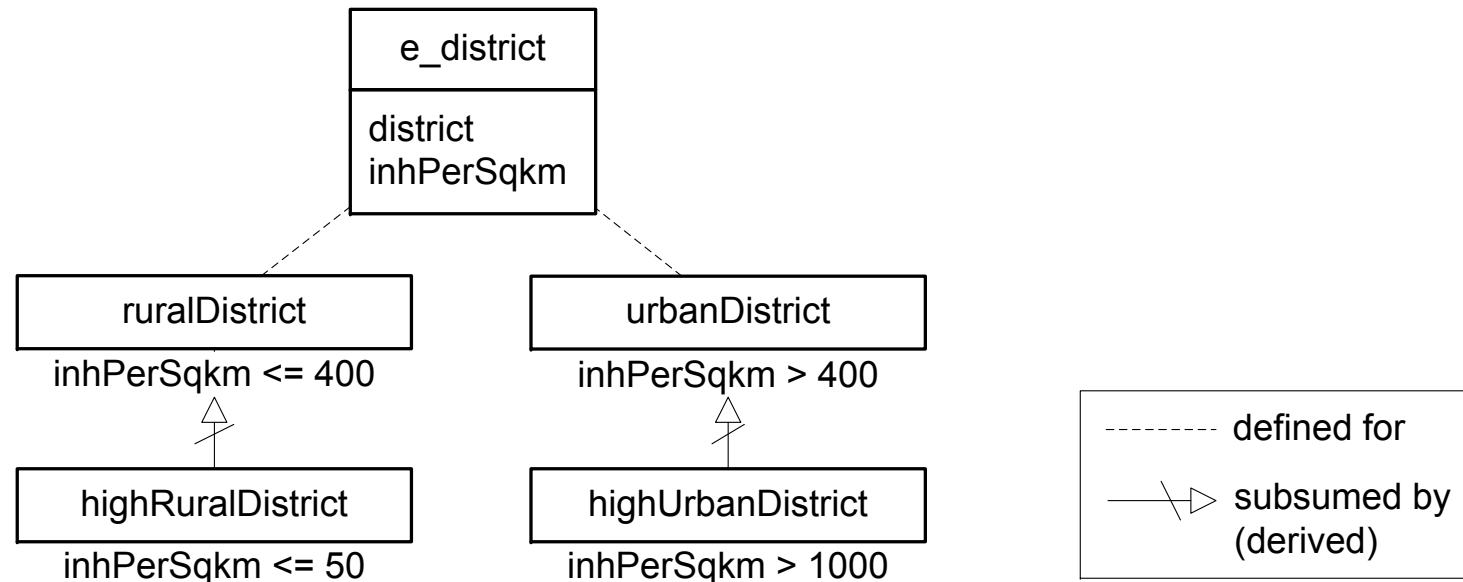 e_district
district
inhPerSqkm
ruralDistrict
urbanDistrict
inhPerSqkm <= 400
inhPerSqkm > 400
highRuralDistrict
highUrbanDistrict
inhPerSqkm <= 50
inhPerSqkm > 1000
defined for
subsumed by
(derived)